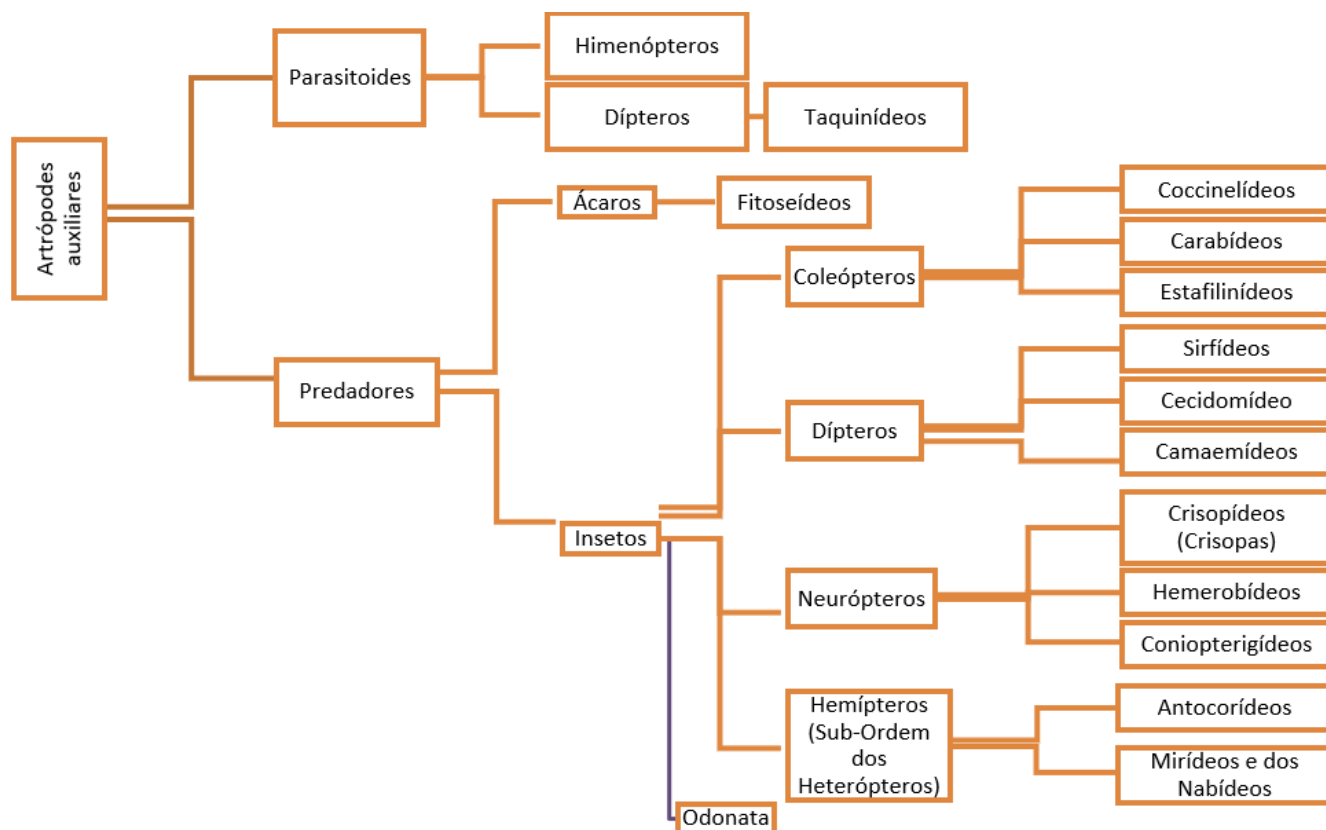 Artrópodes
auxiliares
Parasitoides
Himenópteros
Dípteros
Taquinídeos
Predadores
Ácaros
Fitoseídeos
Insetos
Coleópteros
Coccinelídeos
Carabídeos
Estafilinídeos
Dípteros
Sirfídeos
Cecidomídeo
Camaemídeos
Neurópteros
Crisopídeos
(Crisopas)
Hemerobídeos
Coniopterigídeos
Hemípteros
(Sub-Ordem
dos
Heterópteros)
Antocorídeos
Mirídeos e dos
Nabídeos
Odonata